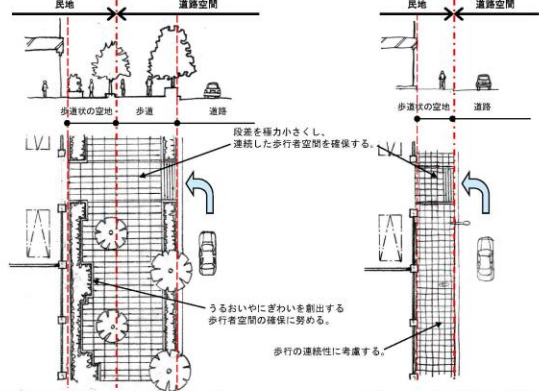 民地
道路空間
民地
道路空間
歩道状の空地
歩道
道路
歩道状の空地
道路
段差を極力小さくし、
連続した歩行者空間を確保する。
うるおいやにぎわいを創出する
歩行者空間の確保に努める。
歩行の連続性に考慮する。